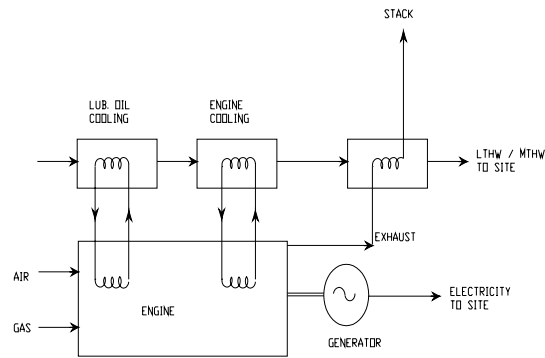 STACK
LUB. OIL
COOLING
ENGINE
COOLING
LTHW / MTHW
TO SITE
EXHAUST
AIR
GAS
ENGINE
GENERATOR
ELECTRICITY
TO SITE